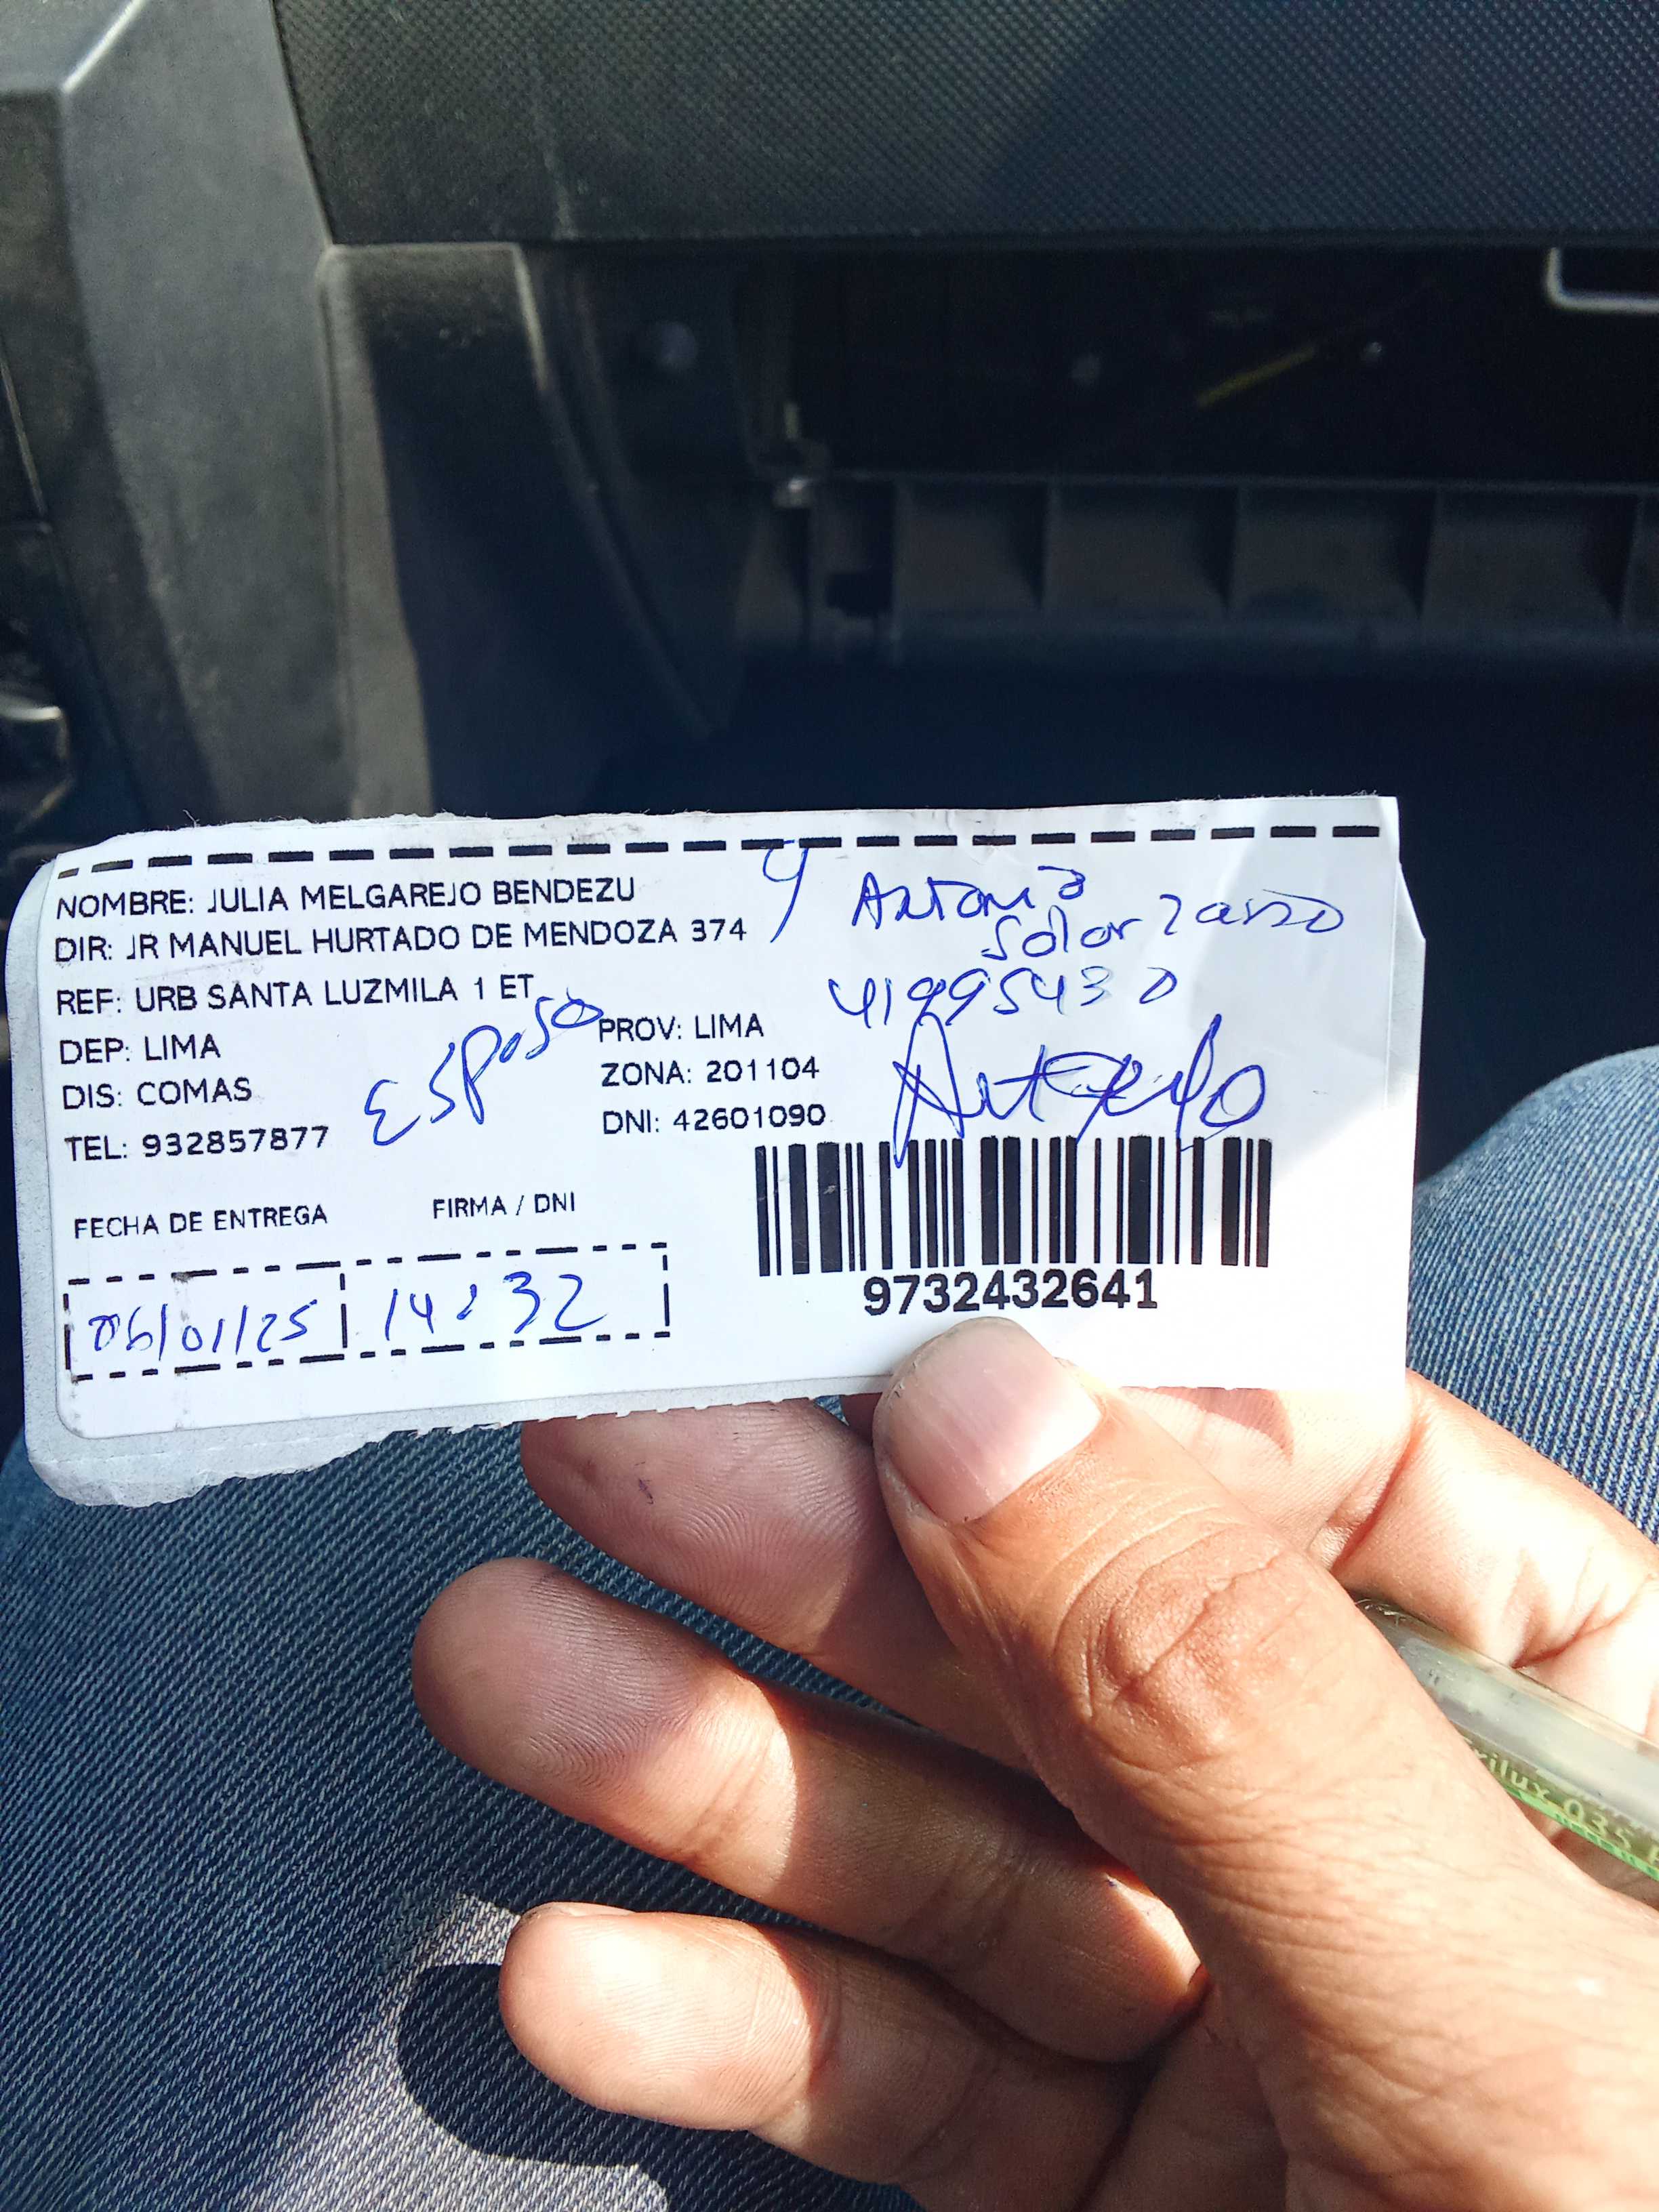 NOMBRE: JULIA MELGAREJO BENDEZU
DIR: JR MANUEL HURTADO DE MENDOZA 374
REF: URB SANTA LUZMILA 1 ET
DEP: LIMA
PROV: LIMA
DIS: COMAS
ZONA: 201104
TEL: 932857877
DNI: 42601090
Esposo
Antonio
Solorzano
41995430
FECHA DE ENTREGA
FIRMA / DNI
06/01/25
14:32
9732432641
035